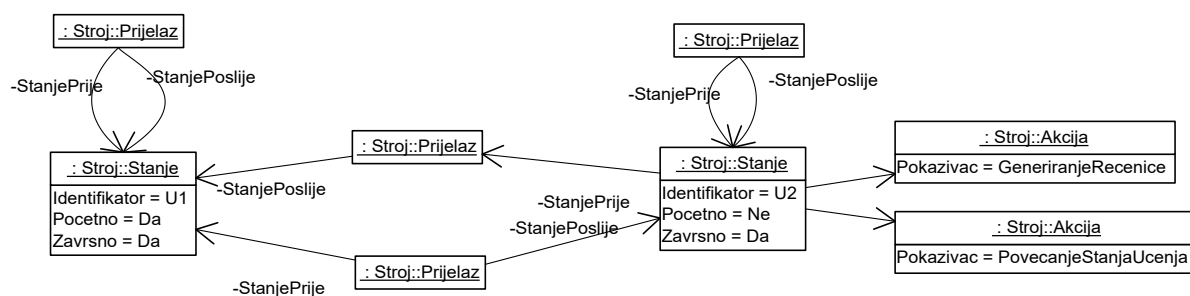 : Stroj::Prijelaz
: Stroj::Prijelaz
-StanjePrije
-StanjePoslije
-StanjePrije
-StanjePoslije
: Stroj::Stanje
Identifikator = U1
Pocetno = Da
Zavrsno = Da
: Stroj::Prijelaz
-StanjePoslije
-StanjePrije
-StanjePoslije
: Stroj::Stanje
Identifikator = U2
Pocetno = Ne
Zavrsno = Da
: Stroj::Akcija
Pokazivac = GeneriranjeRecenice
: Stroj::Akcija
Pokazivac = PovecanjeStanjaUcenja
: Stroj::Prijelaz
-StanjePrije